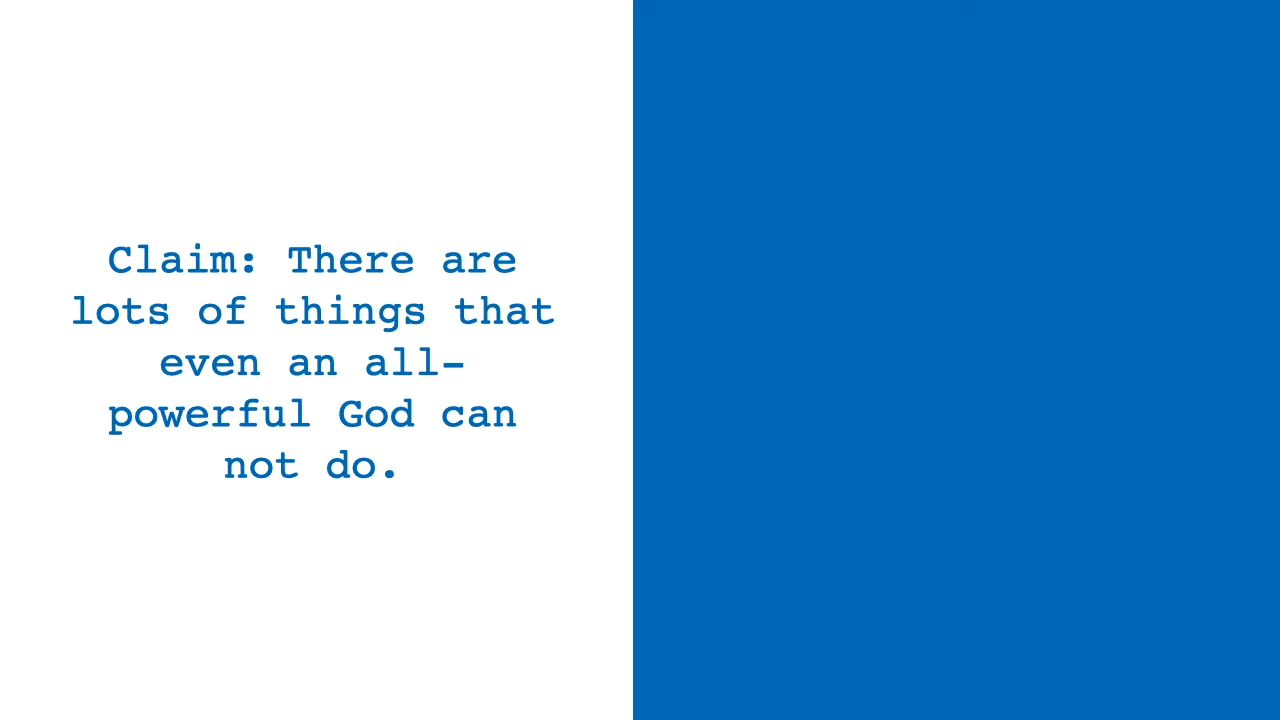 Claim: There are
lots of things that
even an all-
powerful God can
not do.